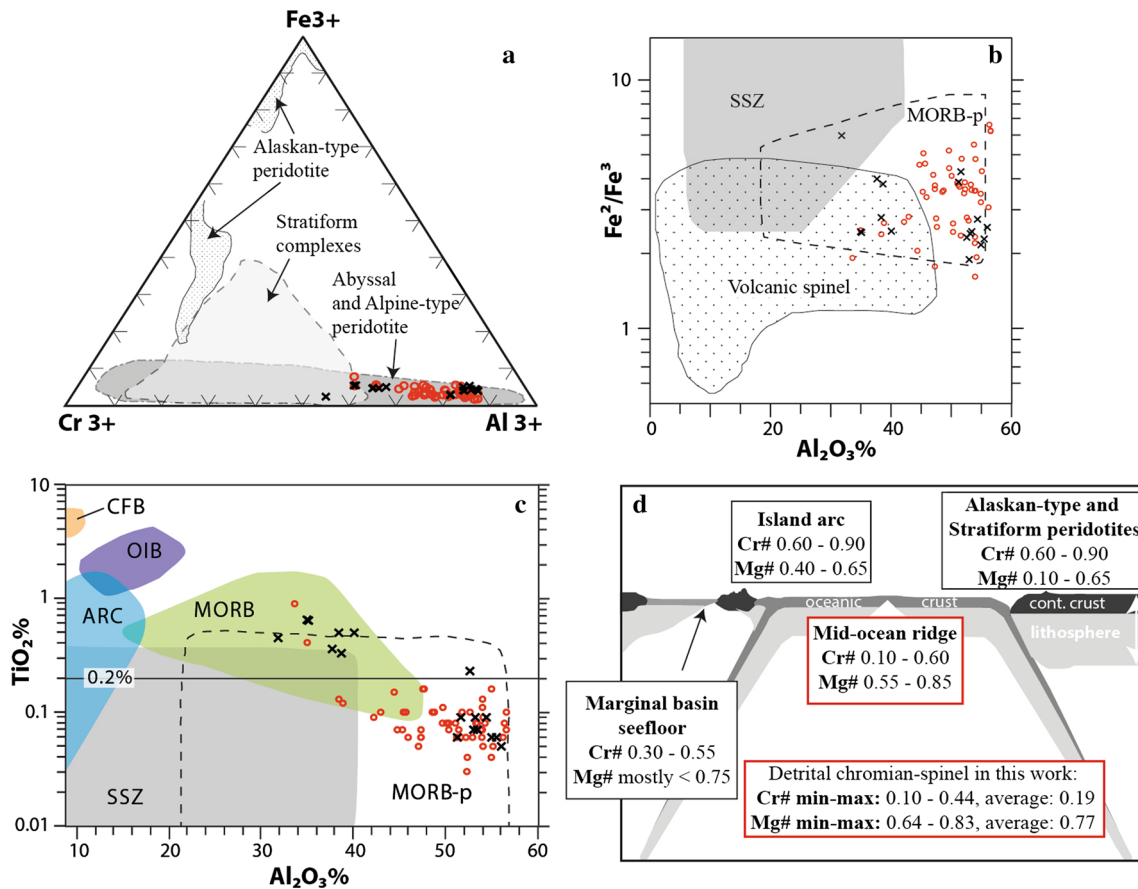 Fe3+
a
Alaskan-type
peridotite
Stratiform
complexes
Abyssal
and Alpine-type
peridotite
Cr 3+
Al 3+
b
10
SSZ
MORB-p
Fe²/Fe³
Volcanic spinel
1
0
20
40
60
Al₂O₃%
10
c
CFB
OIB
1
ARC
MORB
TiO₂%
0.2%
0.1
SSZ
MORB-p
0.01
10
20
30
40
50
60
Al₂O₃%
d
Island arc
Cr# 0.60 - 0.90
Mg# 0.40 - 0.65
Alaskan-type and
Stratiform peridotites
Cr# 0.60 - 0.90
Mg# 0.10 - 0.65
oceanic
crust
cont. crust
lithosphere
Mid-ocean ridge
Cr# 0.10 - 0.60
Mg# 0.55 - 0.85
Marginal basin
seefloor
Cr# 0.30 - 0.55
Mg# mostly < 0.75
Detrital chromian-spinel in this work:
Cr# min-max: 0.10 - 0.44, average: 0.19
Mg# min-max: 0.64 - 0.83, average: 0.77